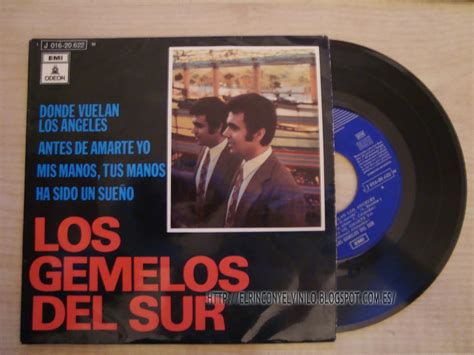 J 016-20.622 M
EMI
ODEON
DONDE VUELAN
LOS ANGELES
ANTES DE AMARTE YO
MIS MANOS, TUS MANOS
HA SIDO UN SUEÑO
LOS
GEMELOS
DEL SUR
HTTP://ELRINCONYELVINILO.BLOGSPOT.COM.ES/